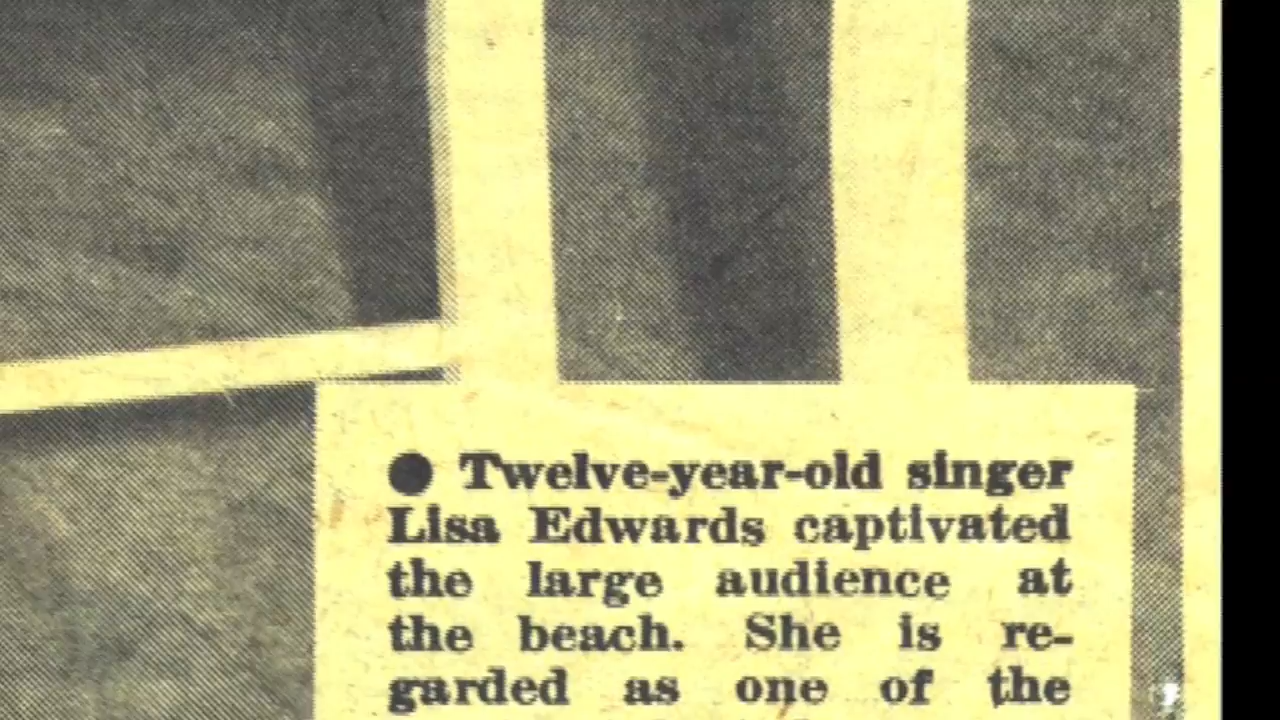 ● Twelve-year-old singer
Lisa Edwards captivated
the large audience at
the beach. She is re-
garded as one of the